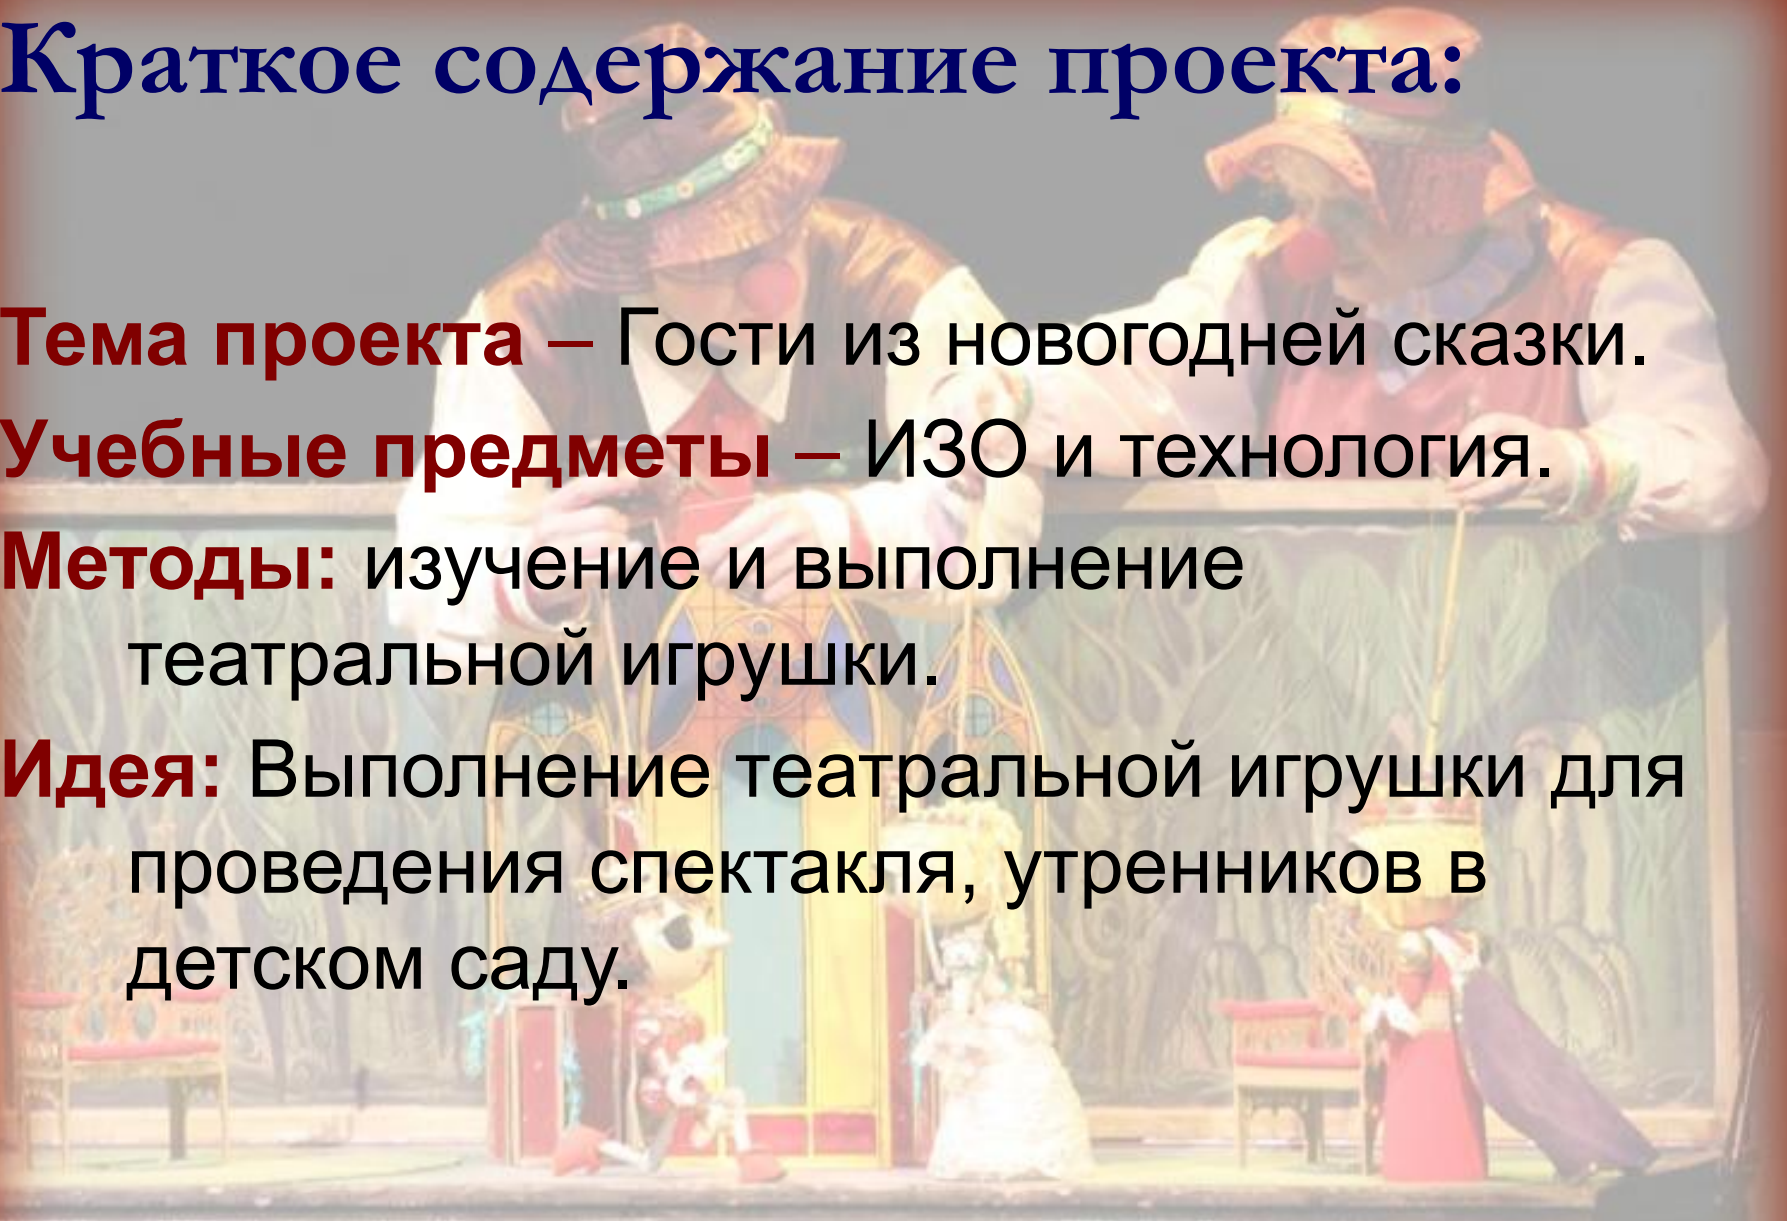 Краткое содержание проекта:
Тема проекта – Гости из новогодней сказки.
Учебные предметы – ИЗО и технология.
Методы: изучение и выполнение
театральной игрушки.
Идея: Выполнение театральной игрушки для
проведения спектакля, утренников в
детском саду.